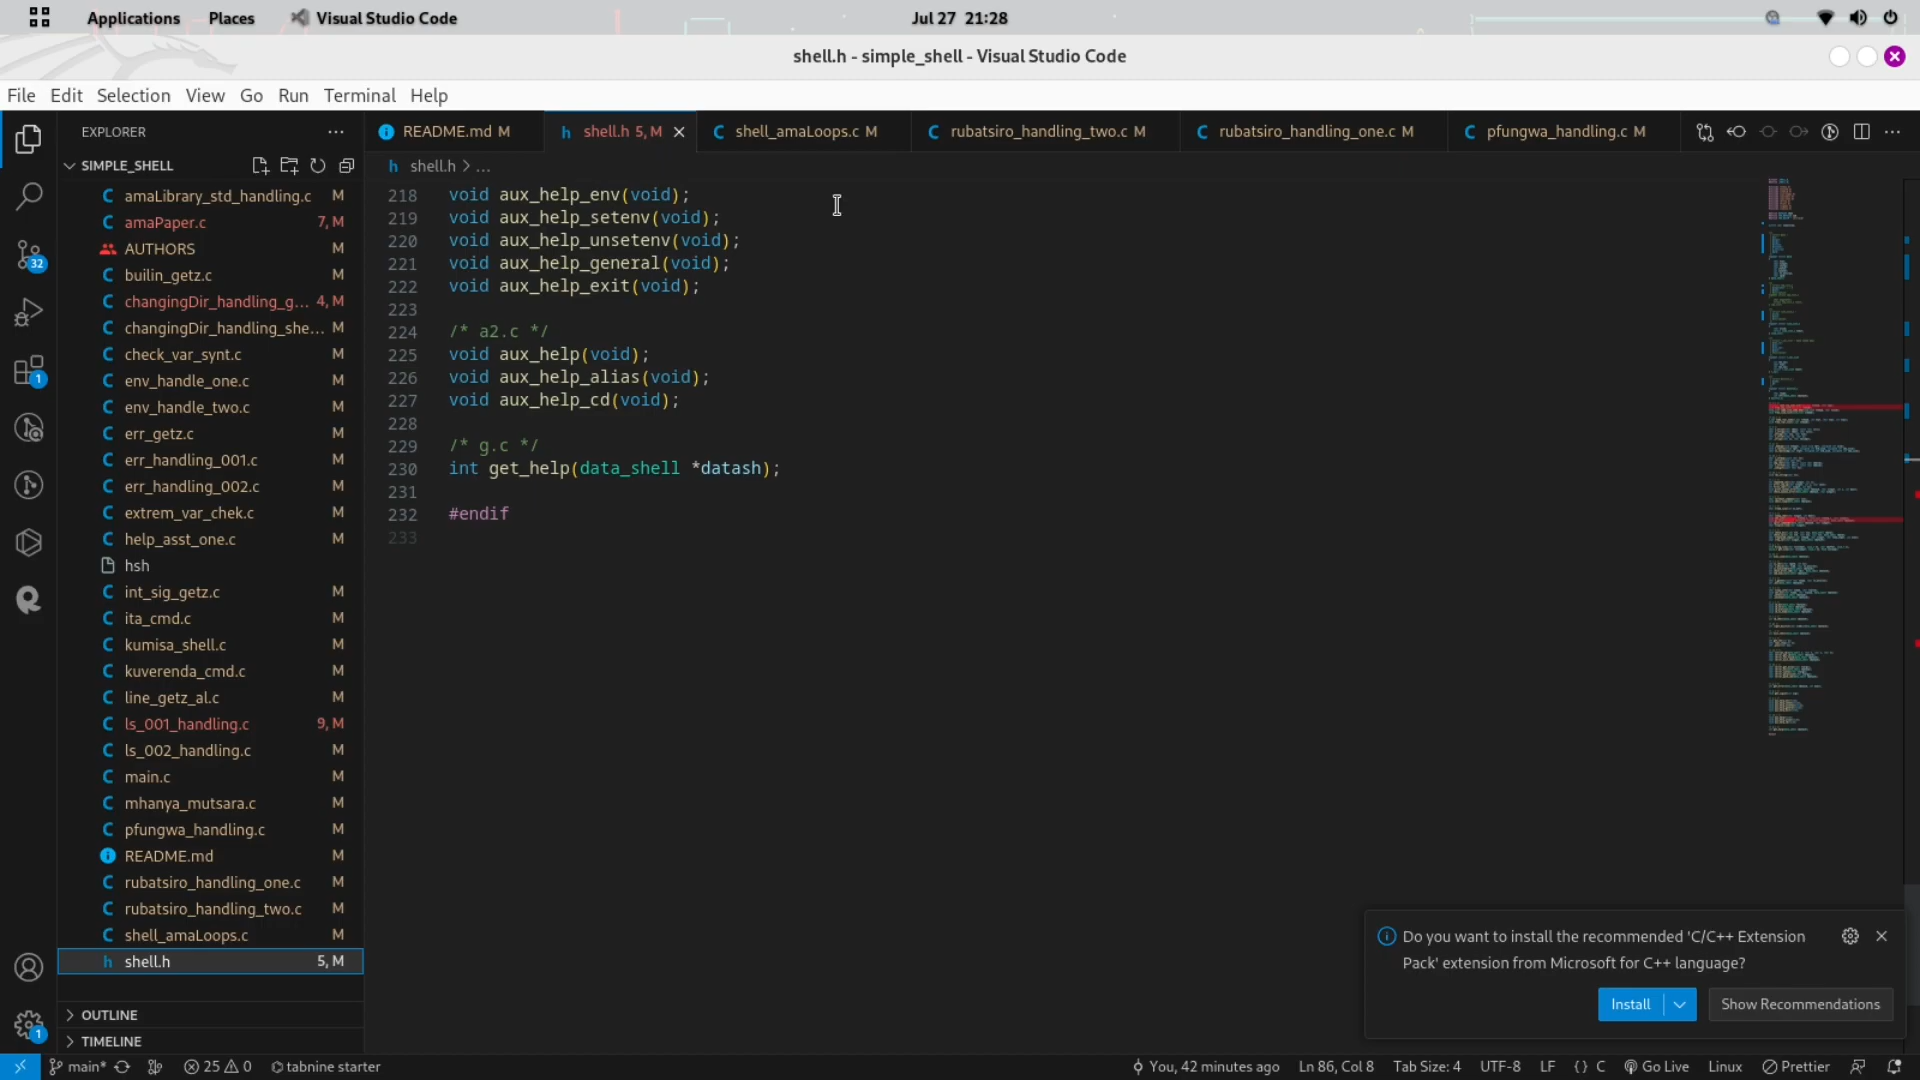 Applications Places Visual Studio Code Jul 27 21:28
shell.h - simple_shell - Visual Studio Code
File Edit Selection View Go Run Terminal Help
EXPLORER
README.md M
shell.h 5, M
shell_amaLoops.c M
rubatsiro_handling_two.c M
rubatsiro_handling_one.c M
pfungwa_handling.c M
SIMPLE_SHELL
amaLibrary_std_handling.c M
amaPaper.c 7, M
AUTHORS M
builin_getz.c M
changingDir_handling_g... 4, M
changingDir_handling_she... M
check_var_synt.c M
env_handle_one.c M
env_handle_two.c M
err_getz.c M
err_handling_001.c M
err_handling_002.c M
extrem_var_chek.c M
help_asst_one.c M
hsh
int_sig_getz.c M
ita_cmd.c M
kumisa_shell.c M
kuverenda_cmd.c M
line_getz_al.c M
ls_001_handling.c 9, M
ls_002_handling.c M
main.c M
mhanya_mutsara.c M
pfungwa_handling.c M
README.md M
rubatsiro_handling_one.c M
rubatsiro_handling_two.c M
shell_amaLoops.c M
shell.h 5, M
OUTLINE
TIMELINE
32
1
1
h shell.h > ...
218 void aux_help_env(void);
219 void aux_help_setenv(void);
220 void aux_help_unsetenv(void);
221 void aux_help_general(void);
222 void aux_help_exit(void);
223
224 /* a2.c */
225 void aux_help(void);
226 void aux_help_alias(void);
227 void aux_help_cd(void);
228
229 /* g.c */
230 int get_help(data_shell *datash);
231
232 #endif
233
Do you want to install the recommended 'C/C++ Extension
Pack' extension from Microsoft for C++ language?
Install Show Recommendations
main* 25 0 tabnine starter You, 42 minutes ago Ln 86, Col 8 Tab Size: 4 UTF-8 LF {} C Go Live Linux Prettier